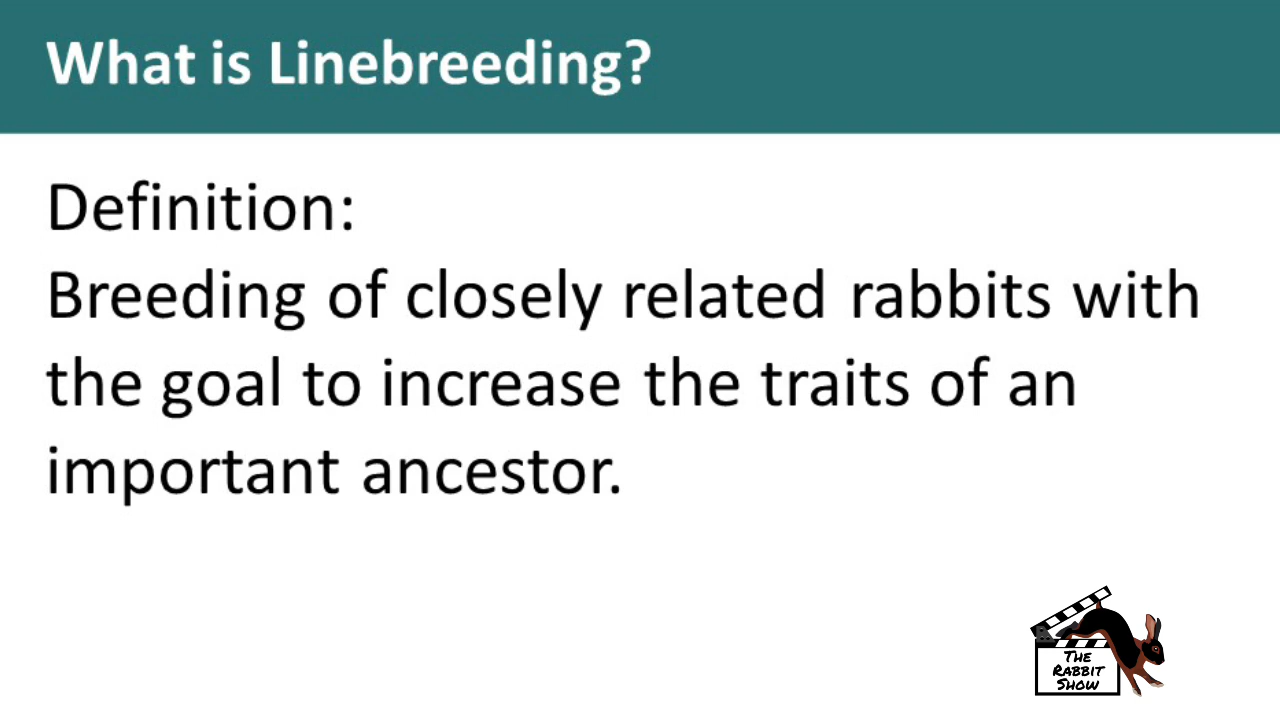 What is Linebreeding?
Definition:
Breeding of closely related rabbits with
the goal to increase the traits of an
important ancestor.
THE
RABBIT
SHOW